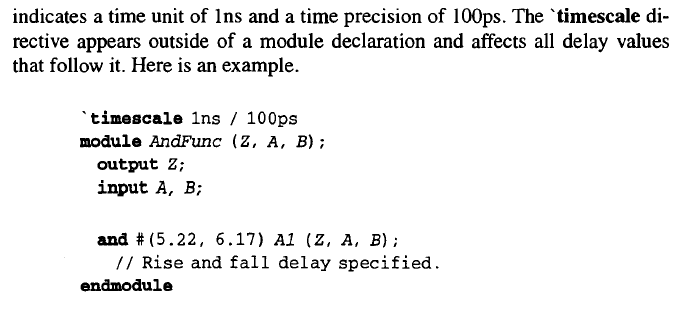 indicates a time unit of 1ns and a time precision of 100ps. The `timescale di-
rective appears outside of a module declaration and affects all delay values
that follow it. Here is an example.
`timescale 1ns / 100ps
module AndFunc (Z, A, B);
output Z;
input A, B;
and #(5.22, 6.17) A1 (Z, A, B);
// Rise and fall delay specified.
endmodule